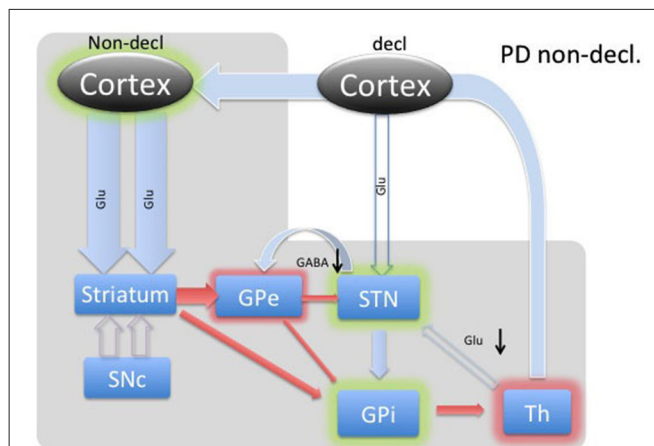 Non-decl
decl
PD non-decl.
Cortex
Cortex
Glu
Glu
Glu
GABA
Striatum
GPe
STN
Glu
SNc
GPi
Th